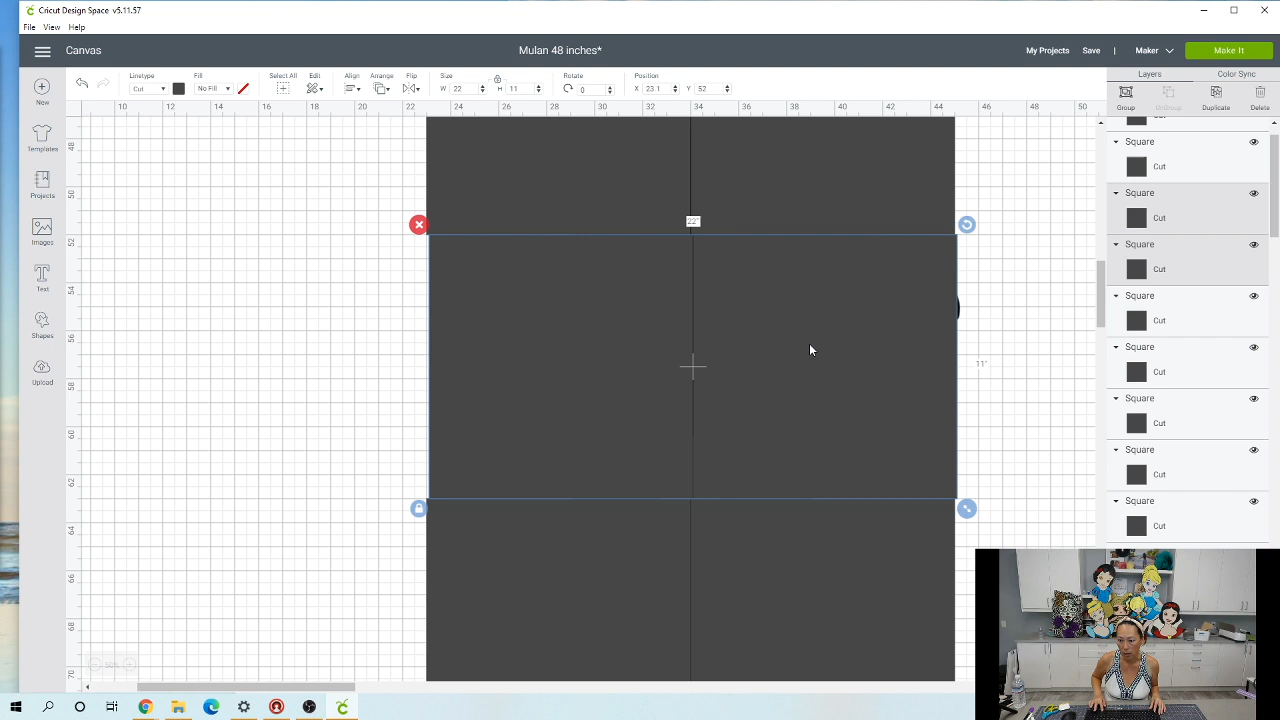 Cricut Design Space v5.11.57
File View Help
Canvas
Mulan 48 inches*
My Projects Save | Maker Make It
Linetype Fill Select All Edit Align Arrange Flip Size Rotate Position
Cut No Fill W 22 H 11 0 X 23.1 Y 52
Layers Color Sync
Group UnGroup Duplicate Delete
10 12 14 16 18 20 22 24 26 28 30 32 34 36 38 40 42 44 46 48 50
48
50
52
54
56
58
60
62
64
66
68
70
New
Templates
Projects
Images
Text
Shapes
Upload
22"
11"
50%
Cut
Square
Cut
Square
Cut
Square
Cut
Square
Cut
Square
Cut
Square
Cut
Square
Cut
Square
Cut